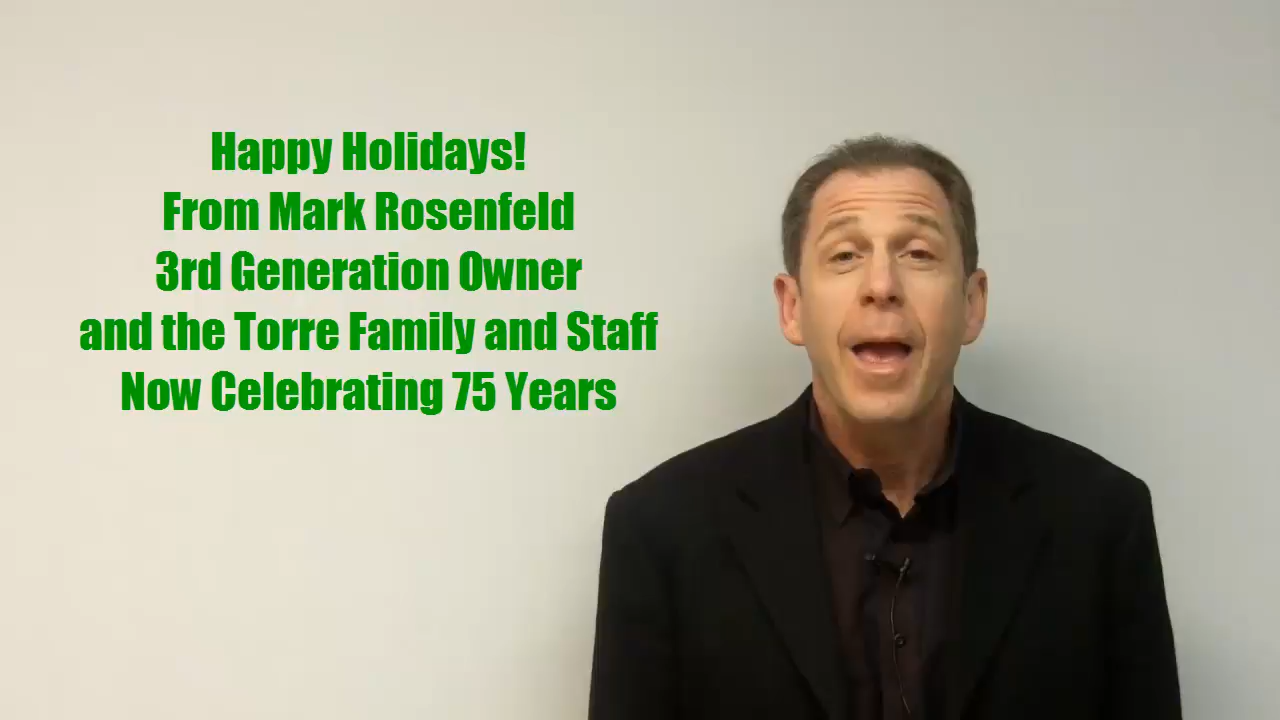 Happy Holidays!
From Mark Rosenfeld
3rd Generation Owner
and the Torre Family and Staff
Now Celebrating 75 Years